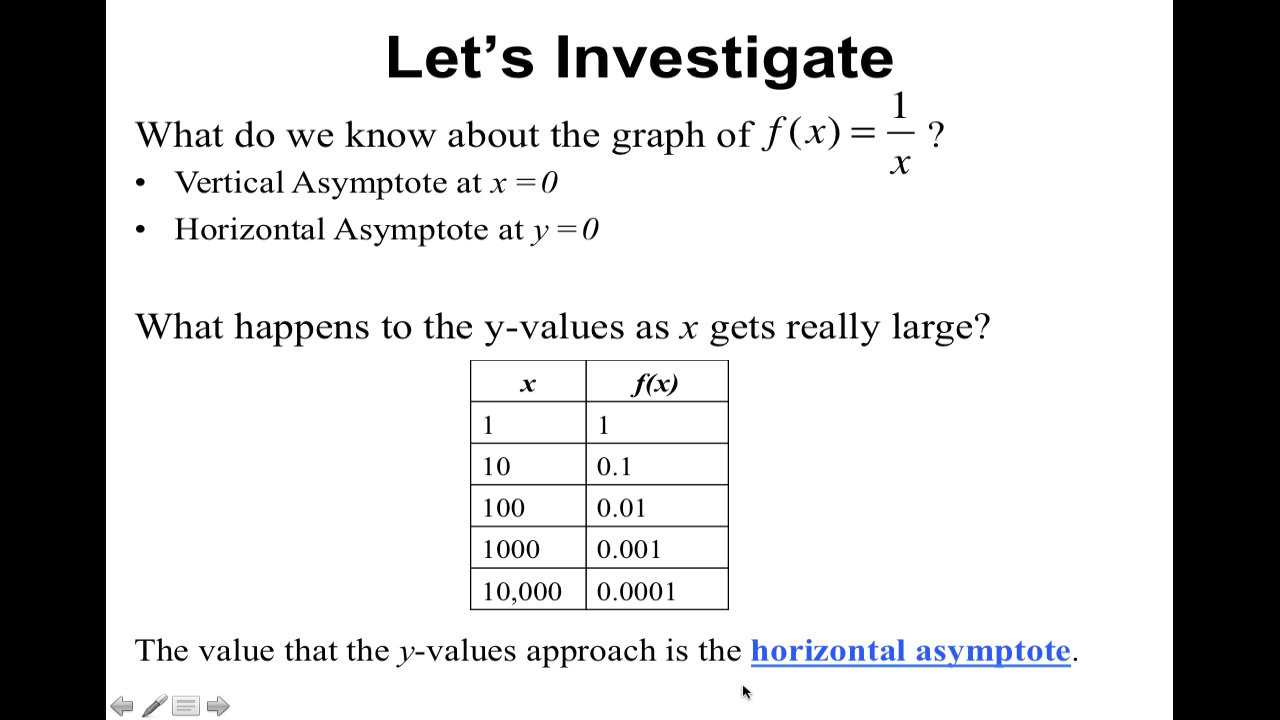 Let's Investigate
What do we know about the graph of f(x) = 1/x ?
• Vertical Asymptote at x = 0
• Horizontal Asymptote at y = 0
What happens to the y-values as x gets really large?
x f(x)
1 1
10 0.1
100 0.01
1000 0.001
10,000 0.0001
The value that the y-values approach is the horizontal asymptote.